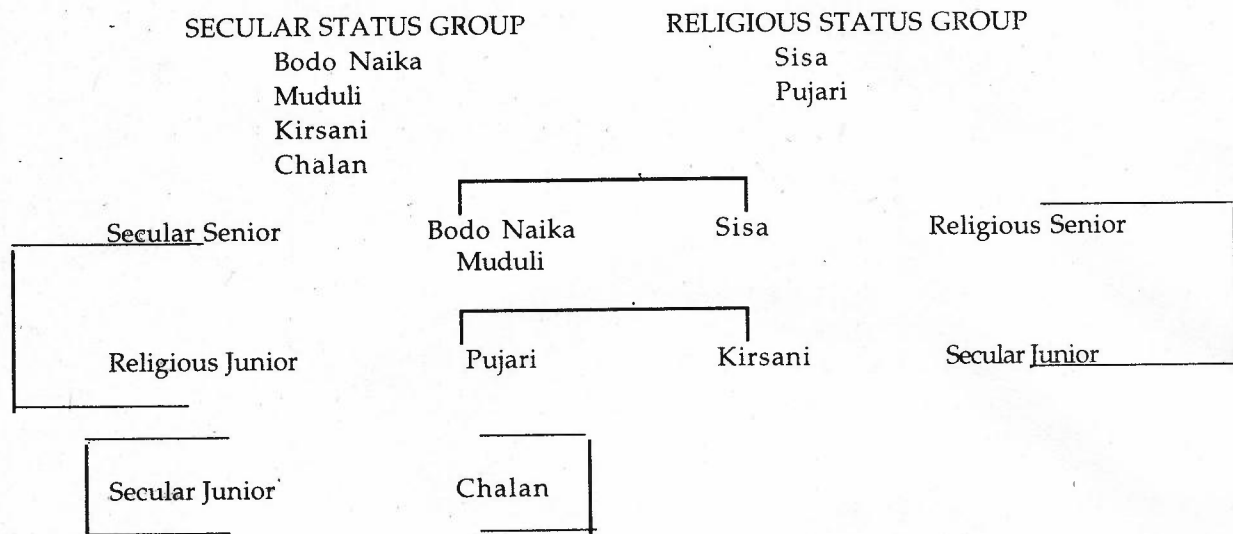 SECULAR STATUS GROUP RELIGIOUS STATUS GROUP
Bodo Naika Sisa
Muduli Pujari
Kirsani
Chalan
Secular Senior Bodo Naika Sisa Religious Senior
Muduli
Religious Junior Pujari Kirsani Secular Junior
Secular Junior Chalan